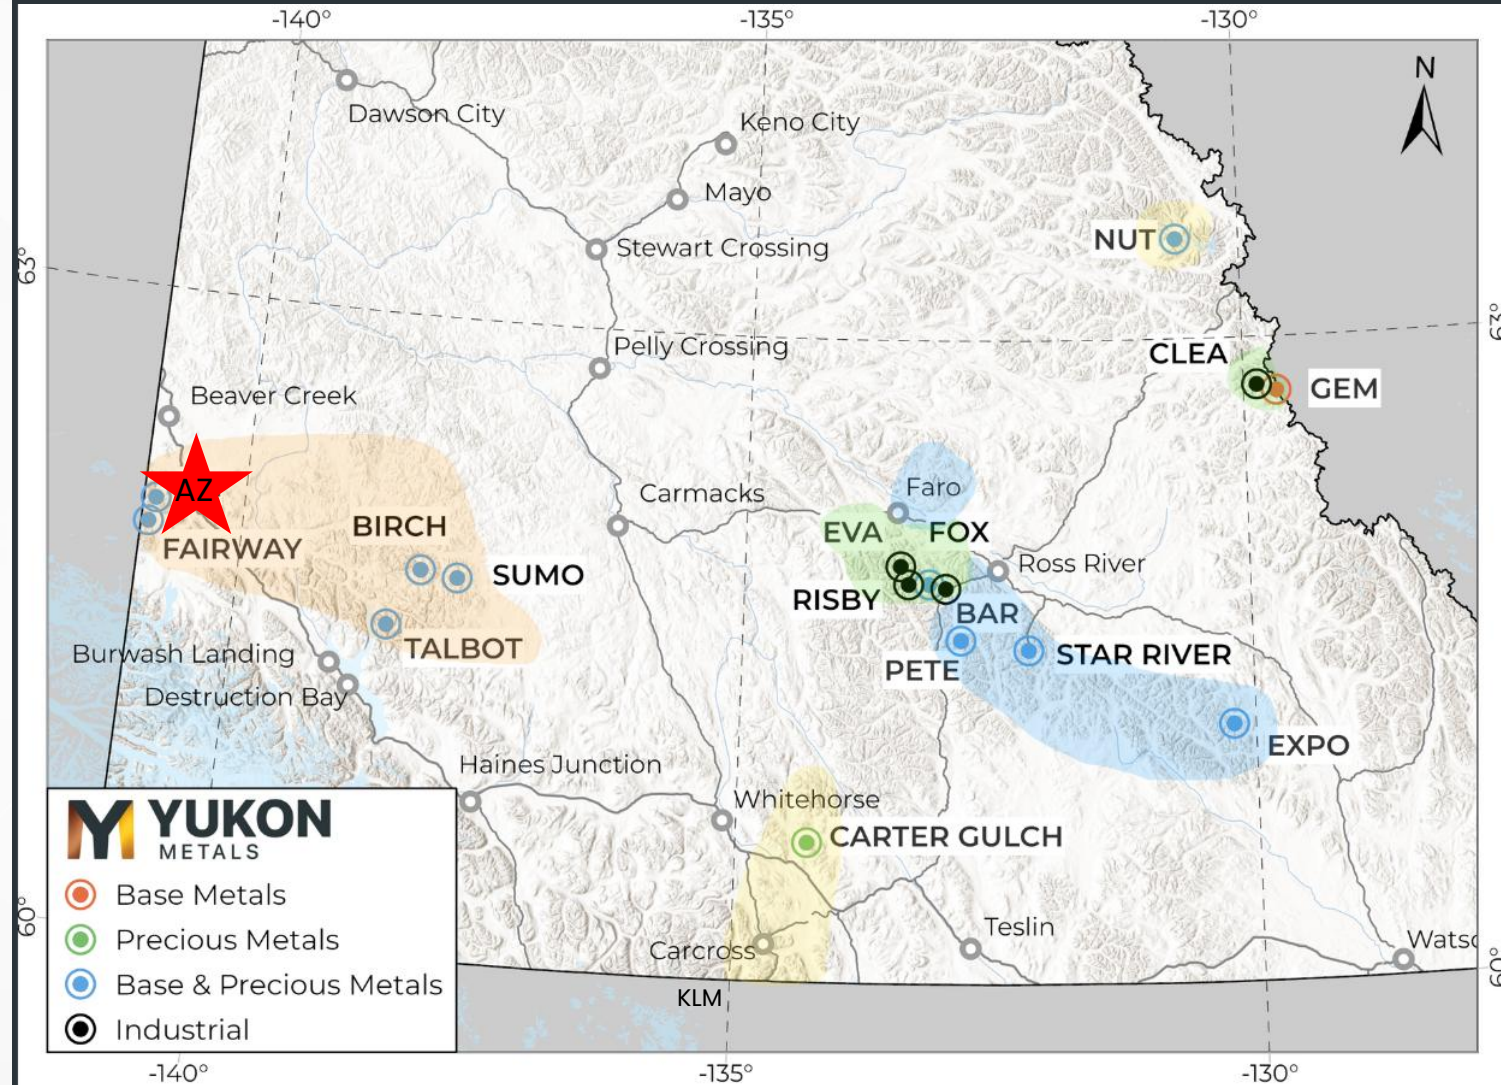 -140°
-135°
-130°
N
Dawson City
Keno City
Mayo
NUT
Stewart Crossing
63°
63°
Pelly Crossing
CLEA
GEM
Beaver Creek
AZ
Carmacks
Faro
BIRCH
EVA
FOX
FAIRWAY
SUMO
Ross River
RISBY
BAR
TALBOT
STAR RIVER
Burwash Landing
PETE
Destruction Bay
EXPO
Haines Junction
Whitehorse
CARTER GULCH
YUKON
METALS
Base Metals
Precious Metals
Base & Precious Metals
Industrial
60°
Teslin
Carcross
Watso
60°
KLM
-140°
-135°
-130°